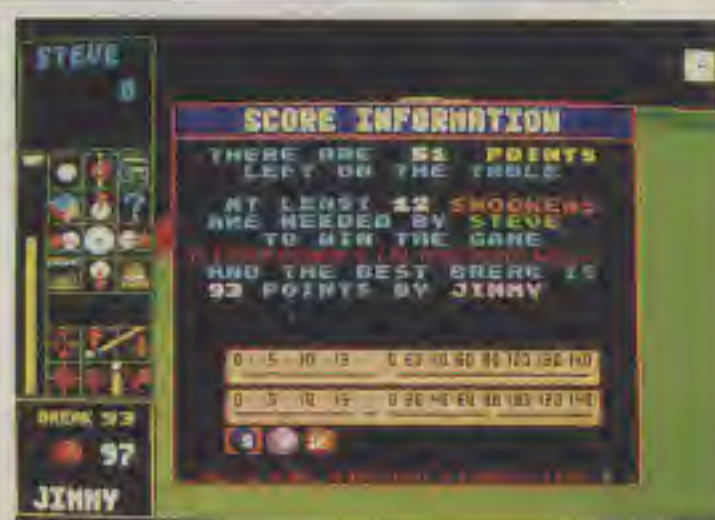 STEVE
0
SCORE INFORMATION
THERE ARE 51 POINTS
LEFT ON THE TABLE
AT LEAST 12 SNOOKERS
ARE NEEDED BY STEVE
TO WIN THE GAME
AND THE BEST BREAK IS
93 POINTS BY JIMMY
BREAK 93
97
JIMMY